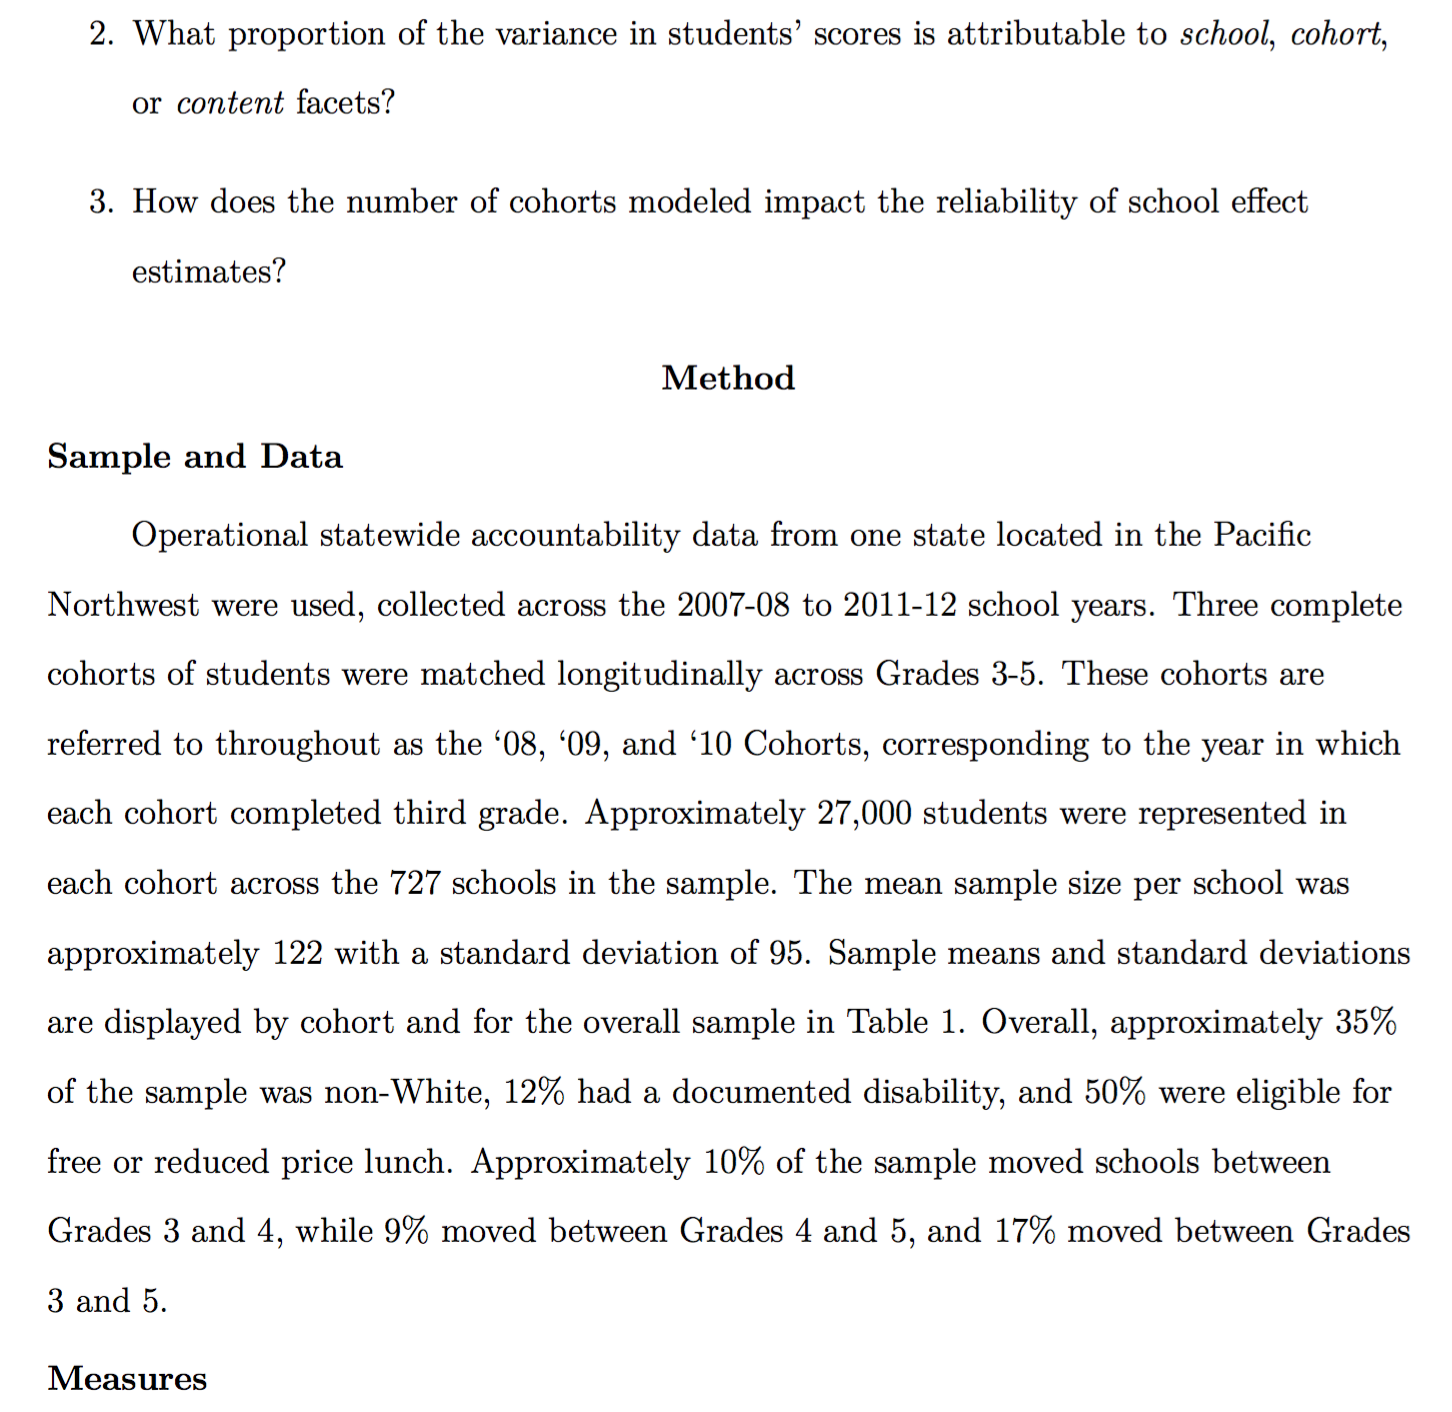 2. What proportion of the variance in students’ scores is attributable to school, cohort,
or content facets?
3. How does the number of cohorts modeled impact the reliability of school effect
estimates?
Method
Sample and Data
Operational statewide accountability data from one state located in the Pacific
Northwest were used, collected across the 2007-08 to 2011-12 school years. Three complete
cohorts of students were matched longitudinally across Grades 3-5. These cohorts are
referred to throughout as the ‘08, ‘09, and ‘10 Cohorts, corresponding to the year in which
each cohort completed third grade. Approximately 27,000 students were represented in
each cohort across the 727 schools in the sample. The mean sample size per school was
approximately 122 with a standard deviation of 95. Sample means and standard deviations
are displayed by cohort and for the overall sample in Table 1. Overall, approximately 35%
of the sample was non-White, 12% had a documented disability, and 50% were eligible for
free or reduced price lunch. Approximately 10% of the sample moved schools between
Grades 3 and 4, while 9% moved between Grades 4 and 5, and 17% moved between Grades
3 and 5.
Measures